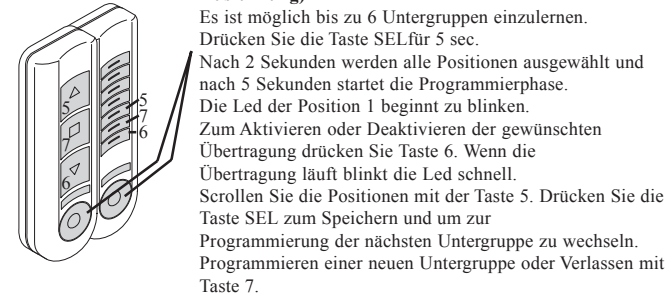 Es ist möglich bis zu 6 Untergruppen einzulernen.
Drücken Sie die Taste SELfür 5 sec.
Nach 2 Sekunden werden alle Positionen ausgewählt und
nach 5 Sekunden startet die Programmierphase.
Die Led der Position 1 beginnt zu blinken.
Zum Aktivieren oder Deaktivieren der gewünschten
Übertragung drücken Sie Taste 6. Wenn die
Übertragung läuft blinkt die Led schnell.
Scrollen Sie die Positionen mit der Taste 5. Drücken Sie die
Taste SEL zum Speichern und um zur
Programmierung der nächsten Untergruppe zu wechseln.
Programmieren einer neuen Untergruppe oder Verlassen mit
Taste 7.
5
7
6
5
7
6